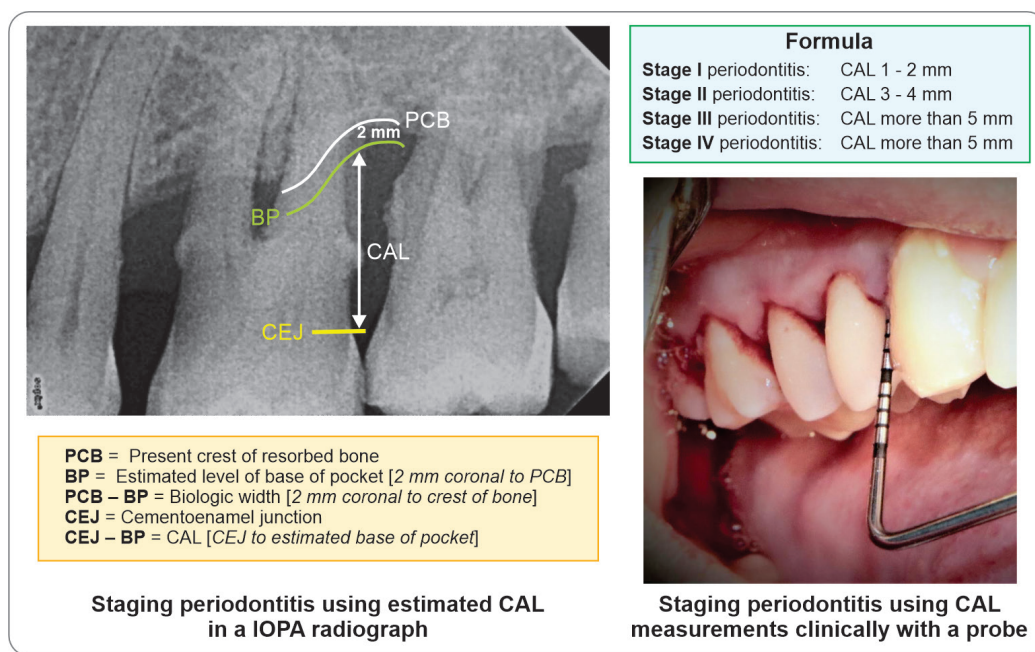 PCB
2 mm
BP
CAL
CEJ
PCB = Present crest of resorbed bone
BP = Estimated level of base of pocket [2 mm coronal to PCB]
PCB – BP = Biologic width [2 mm coronal to crest of bone]
CEJ = Cementoenamel junction
CEJ – BP = CAL [CEJ to estimated base of pocket]
Staging periodontitis using estimated CAL
in a IOPA radiograph
Formula
Stage I periodontitis: CAL 1 - 2 mm
Stage II periodontitis: CAL 3 - 4 mm
Stage III periodontitis: CAL more than 5 mm
Stage IV periodontitis: CAL more than 5 mm
Staging periodontitis using CAL
measurements clinically with a probe